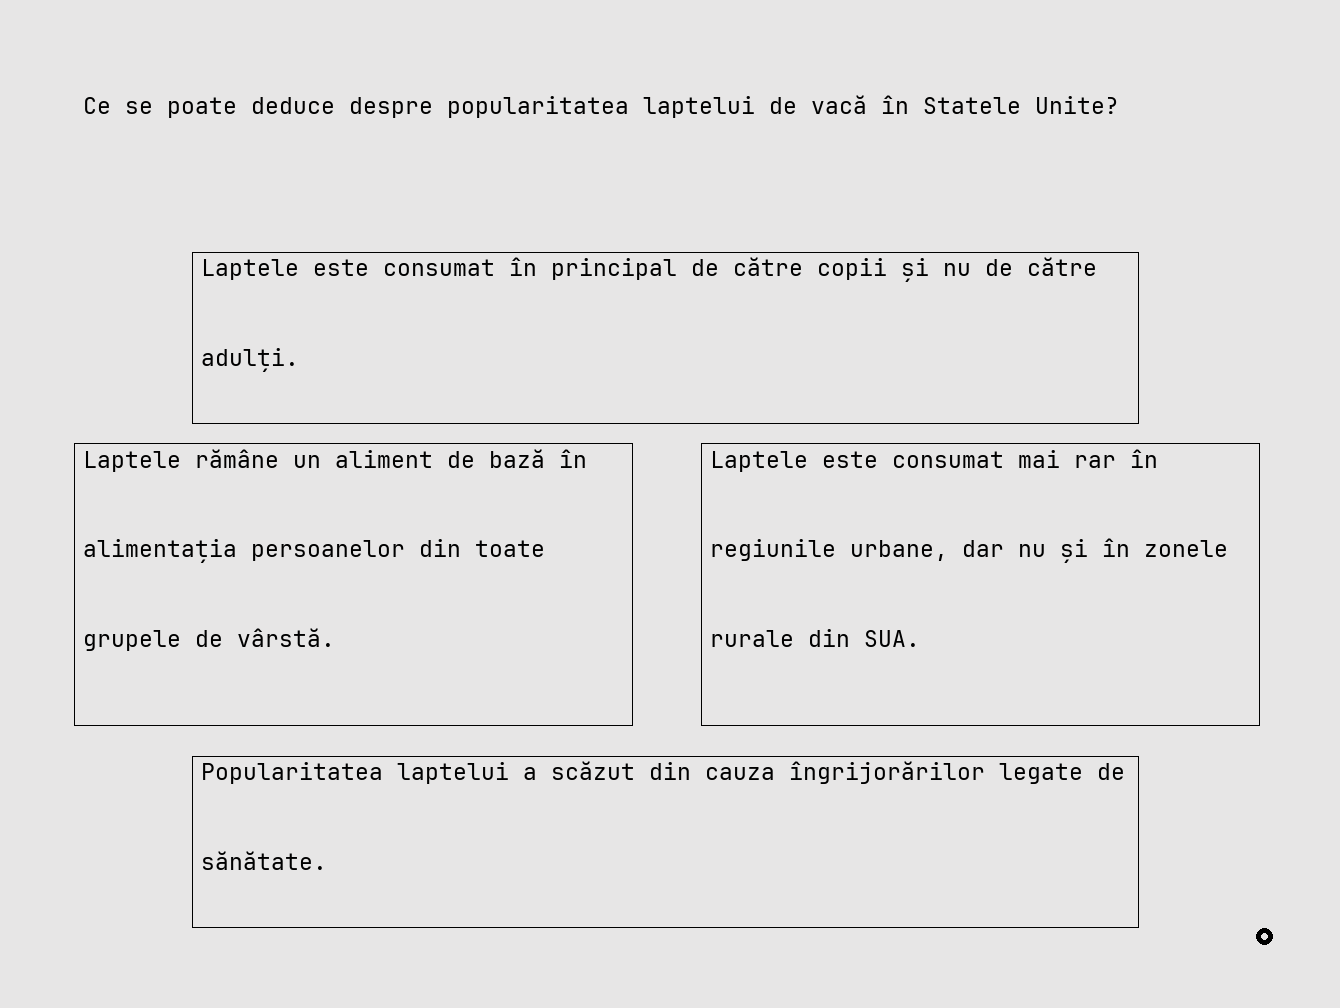 Ce se poate deduce despre popularitatea laptelui de vacă în Statele Unite?
Laptele este consumat în principal de către copii și nu de către
adulți.
Laptele rămâne un aliment de bază în
alimentația persoanelor din toate
grupele de vârstă.
Laptele este consumat mai rar în
regiunile urbane, dar nu și în zonele
rurale din SUA.
Popularitatea laptelui a scăzut din cauza îngrijorărilor legate de
sănătate.